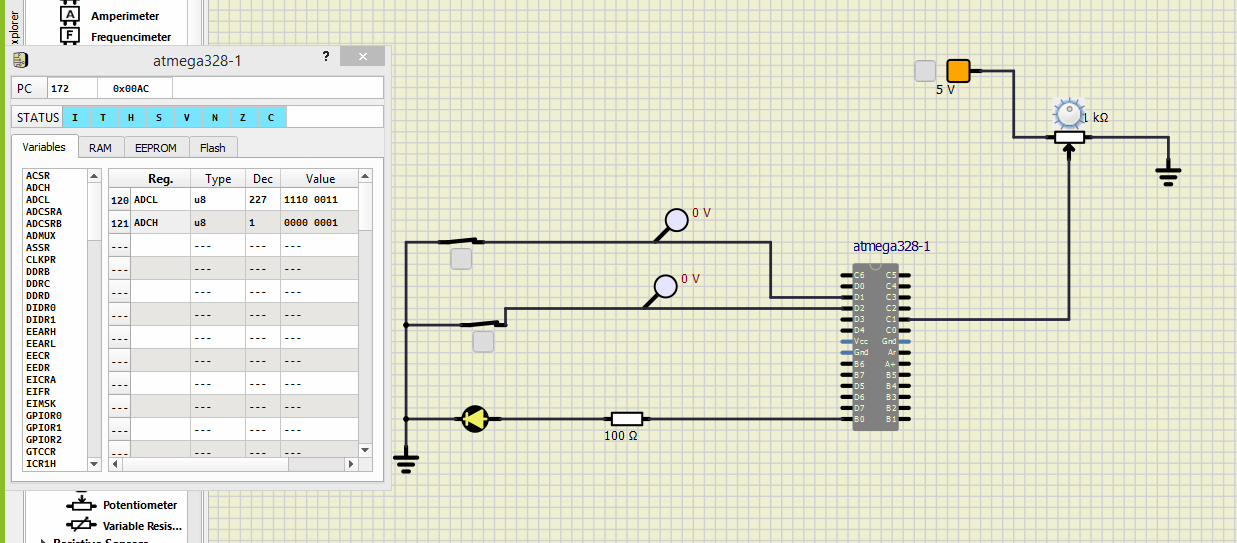 xplorer
Amperimeter
Frequencimeter
atmega328-1
?
PC 172 0x00AC
STATUS I T H S V N Z C
Variables RAM EEPROM Flash
ACSR
ADCH
ADCL
ADCSRA
ADCSRB
ADMUX
ASSR
CLKPR
DDRB
DDRC
DDRD
DIDR0
DIDR1
EEARH
EEARL
EECR
EEDR
EICRA
EIFR
EIMSK
GPIOR0
GPIOR1
GPIOR2
GTCCR
ICR1H
Reg. Type Dec Value
120 ADCL u8 227 1110 0011
121 ADCH u8 1 0000 0001
--- --- --- ---
--- --- --- ---
--- --- --- ---
--- --- --- ---
--- --- --- ---
--- --- --- ---
--- --- --- ---
--- --- --- ---
--- --- --- ---
--- --- --- ---
Potentiometer
Variable Resis...
Resistive Sensors
5 V
1 kΩ
0 V
0 V
100 Ω
atmega328-1
C6 C5
D0 C4
D1 C3
D2 C2
D3 C1
D4 C0
Vcc Gnd
Gnd Ar
B6 A+
B7 B5
D5 B4
D6 B3
D7 B2
B0 B1